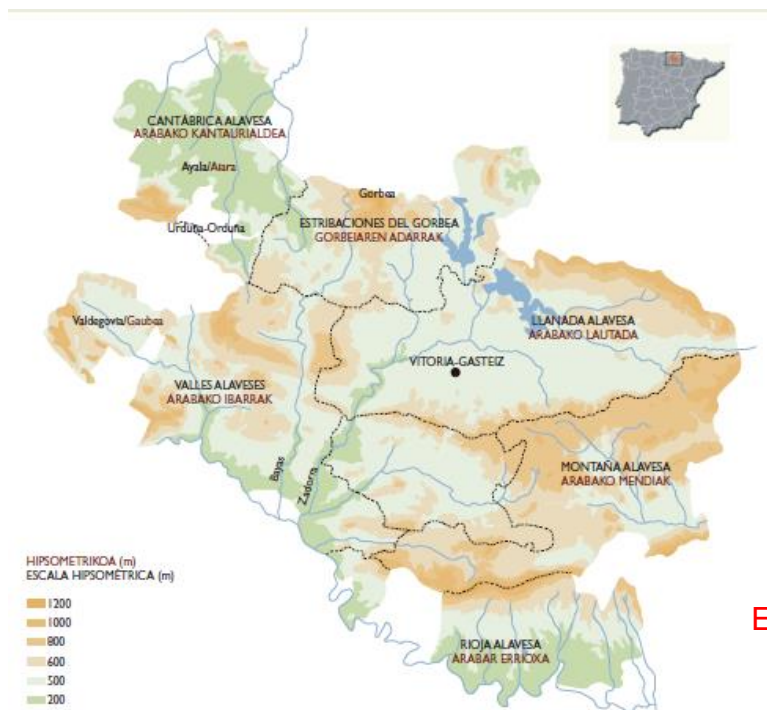 CANTÁBRICA ALAVESA
ARABAKO KANTAURIALDEA
Ayala/Aiara
Urduña-Orduña
Gorbea
ESTRIBACIONES DEL GORBEA
GORBEIAREN ADARRAK
Valdegovía/Gaubea
LLANADA ALAVESA
ARABAKO LAUTADA
VITORIA-GASTEIZ
VALLES ALAVESES
ARABAKO IBARRAK
Bayas
Zadorra
MONTAÑA ALAVESA
ARABAKO MENDIAK
HIPSOMETRIKOA (m)
ESCALA HIPSOMÉTRICA (m)
1200
1000
800
600
500
200
RIOJA ALAVESA
ARABAR ERRIOXA
E